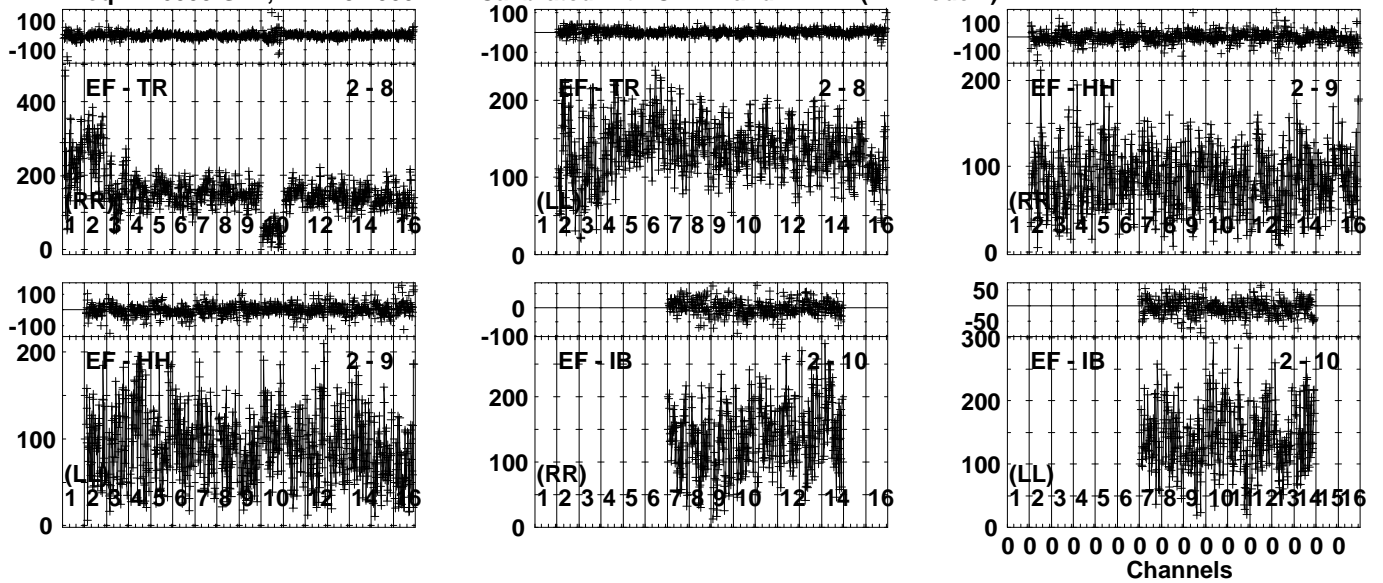 100 100 100
-100 -100 -100
EF - TR 2 - 8 EF - TR 2 - 8 EF - HH 2 - 9
400 200 200
200 100 100
(RR) (LL) (RR)
1 2 3 4 5 6 7 8 9 10 12 14 16 1 2 3 4 5 6 7 8 9 10 12 14 16 1 2 3 4 5 6 7 8 9 10 12 14 16
0 0 0
100 0 50
-100 -100 -50
200 300
EF - HH 2 - 9 EF - IB 2 - 10 EF - IB 2 - 10
100 200 200
100 100
(LL) (RR) (LL)
1 2 3 4 5 6 7 8 9 10 12 14 16 1 2 3 4 5 6 7 8 9 10 12 14 16 1 2 3 4 5 6 7 8 9 10 11 12 13 14 15 16
0 0 0
0 0 0 0 0 0 0 0 0 0 0 0 0 0 0 0
Channels